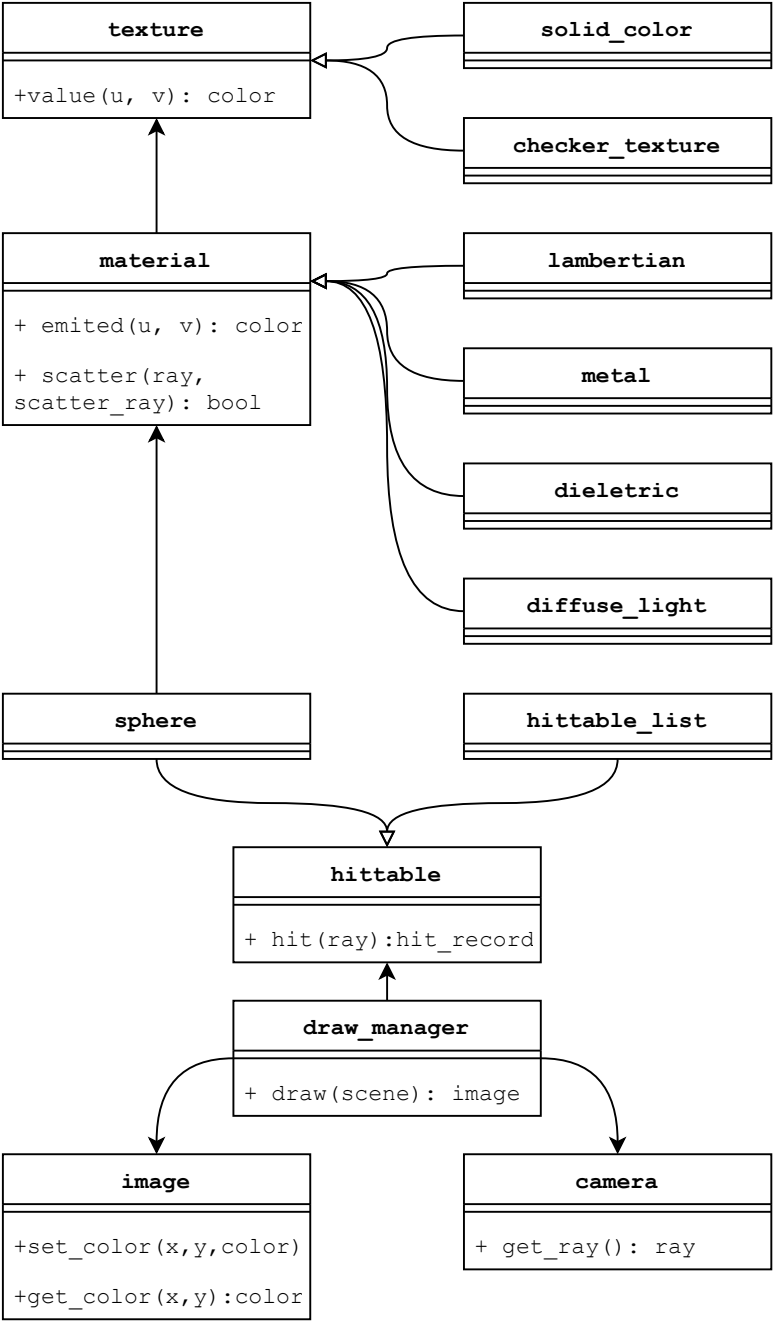 texture
+value(u, v): color
solid_color
checker_texture
material
+ emited(u, v): color
+ scatter(ray,
scatter_ray): bool
lambertian
metal
dieletric
diffuse_light
sphere
hittable_list
hittable
+ hit(ray):hit_record
draw_manager
+ draw(scene): image
image
+set_color(x,y,color)
+get_color(x,y):color
camera
+ get_ray(): ray